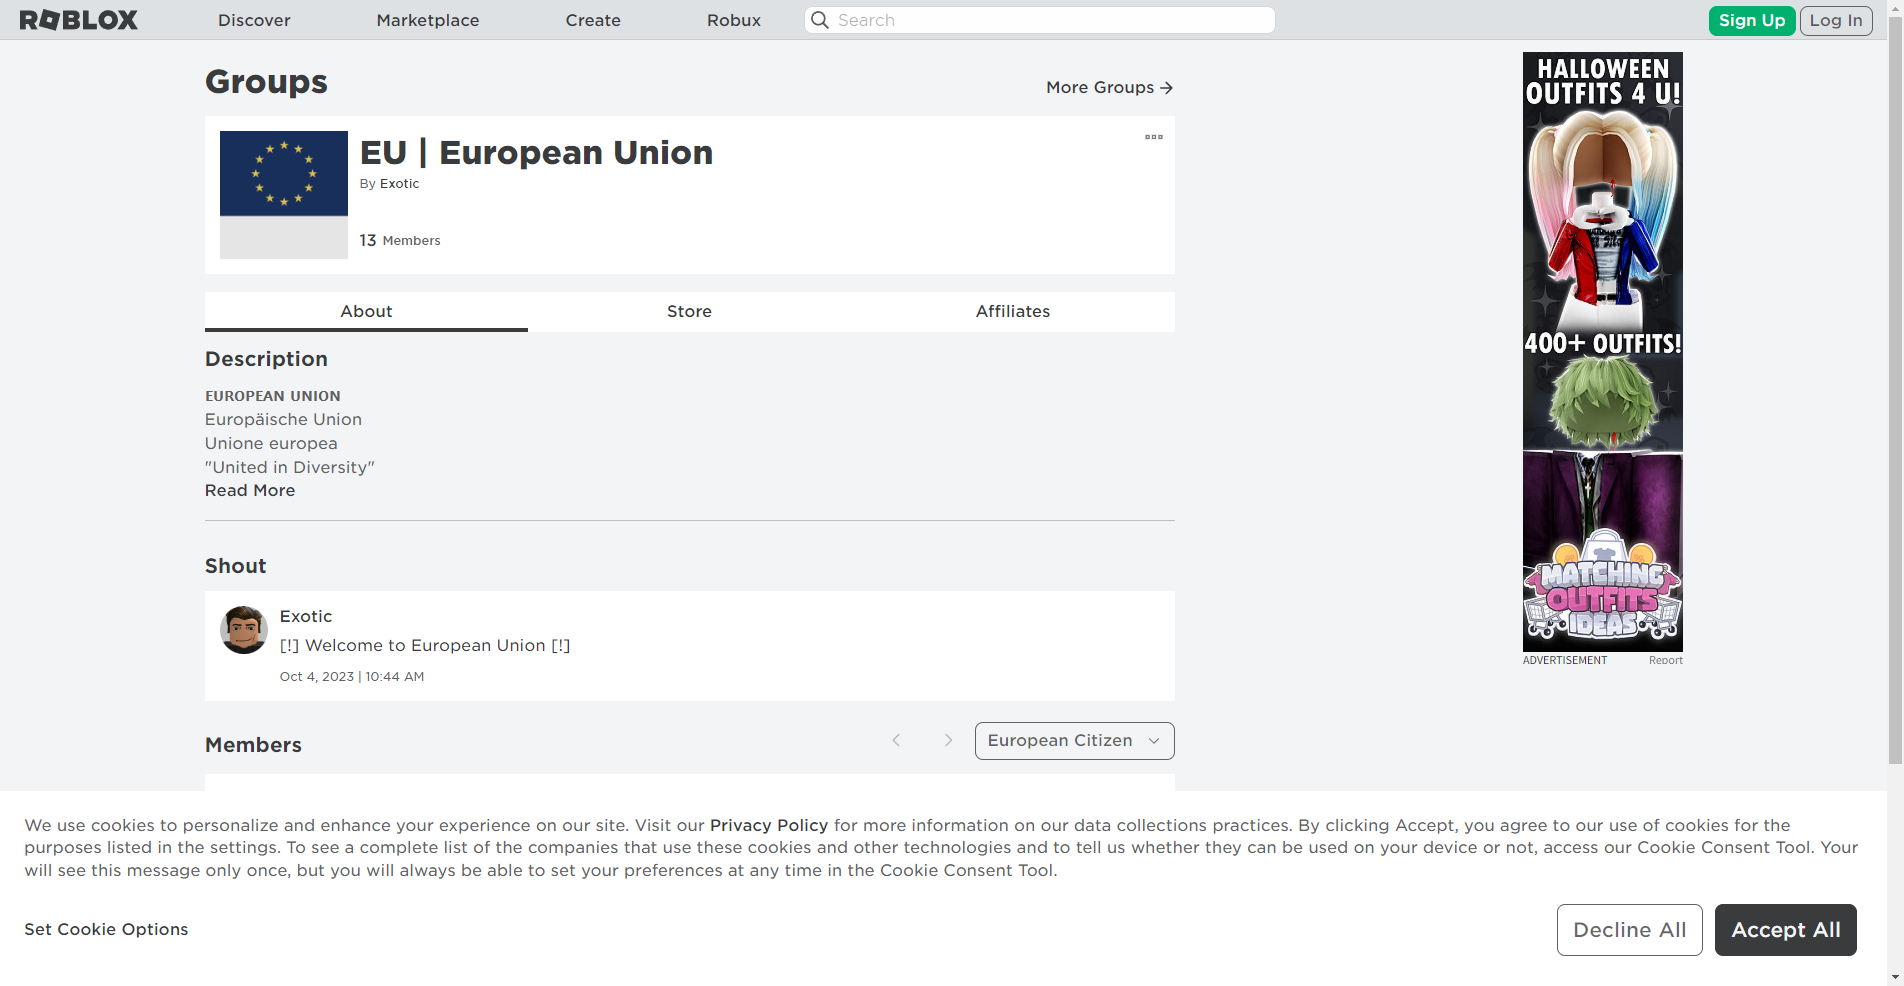 ROBLOX
Discover
Marketplace
Create
Robux
Search
Sign Up
Log In
Groups
More Groups
EU | European Union
By Exotic
13 Members
About
Store
Affiliates
Description
EUROPEAN UNION
Europäische Union
Unione europea
"United in Diversity"
Read More
Shout
Exotic
[!] Welcome to European Union [!]
Oct 4, 2023 | 10:44 AM
Members
European Citizen
HALLOWEEN
OUTFITS 4 U!
400+ OUTFITS!
MATCHING
OUTFITS
IDEAS
ADVERTISEMENT
Report
We use cookies to personalize and enhance your experience on our site. Visit our Privacy Policy for more information on our data collections practices. By clicking Accept, you agree to our use of cookies for the
purposes listed in the settings. To see a complete list of the companies that use these cookies and other technologies and to tell us whether they can be used on your device or not, access our Cookie Consent Tool. Your
will see this message only once, but you will always be able to set your preferences at any time in the Cookie Consent Tool.
Set Cookie Options
Decline All
Accept All